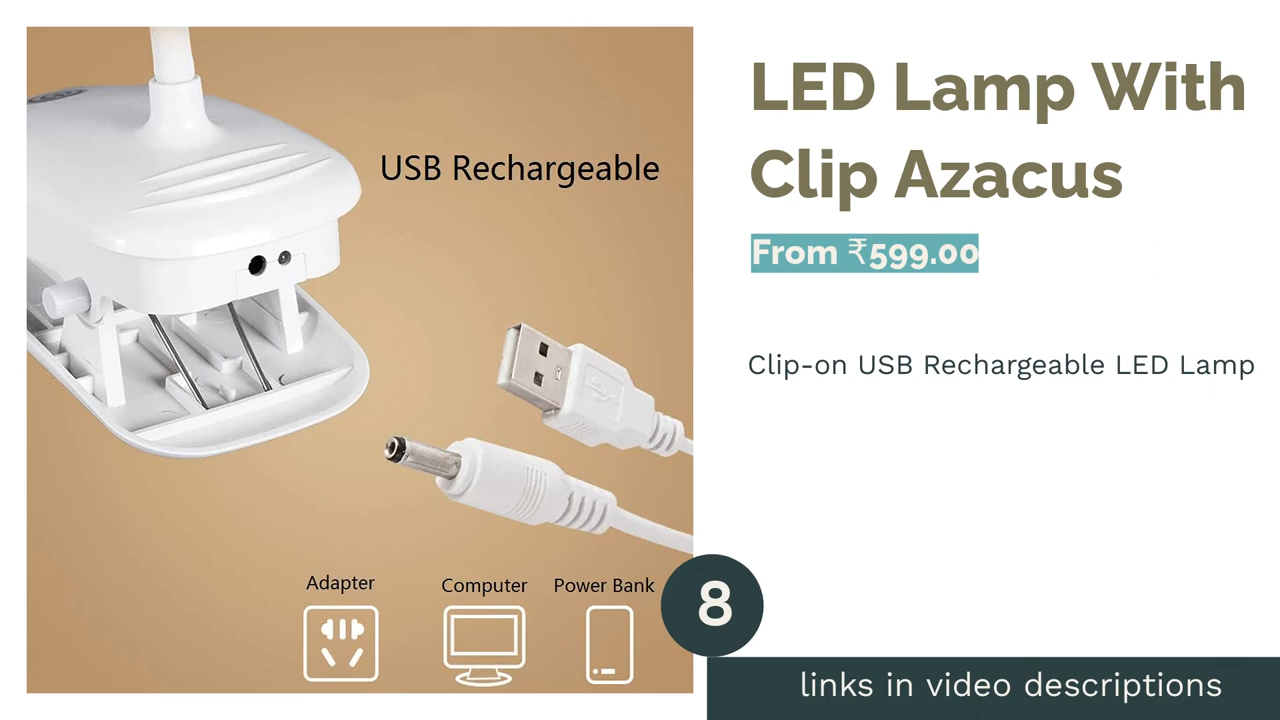 LED Lamp With
Clip Azacus
From ₹599.00
Clip-on USB Rechargeable LED Lamp
USB Rechargeable
Adapter
Computer
Power Bank
8
links in video descriptions